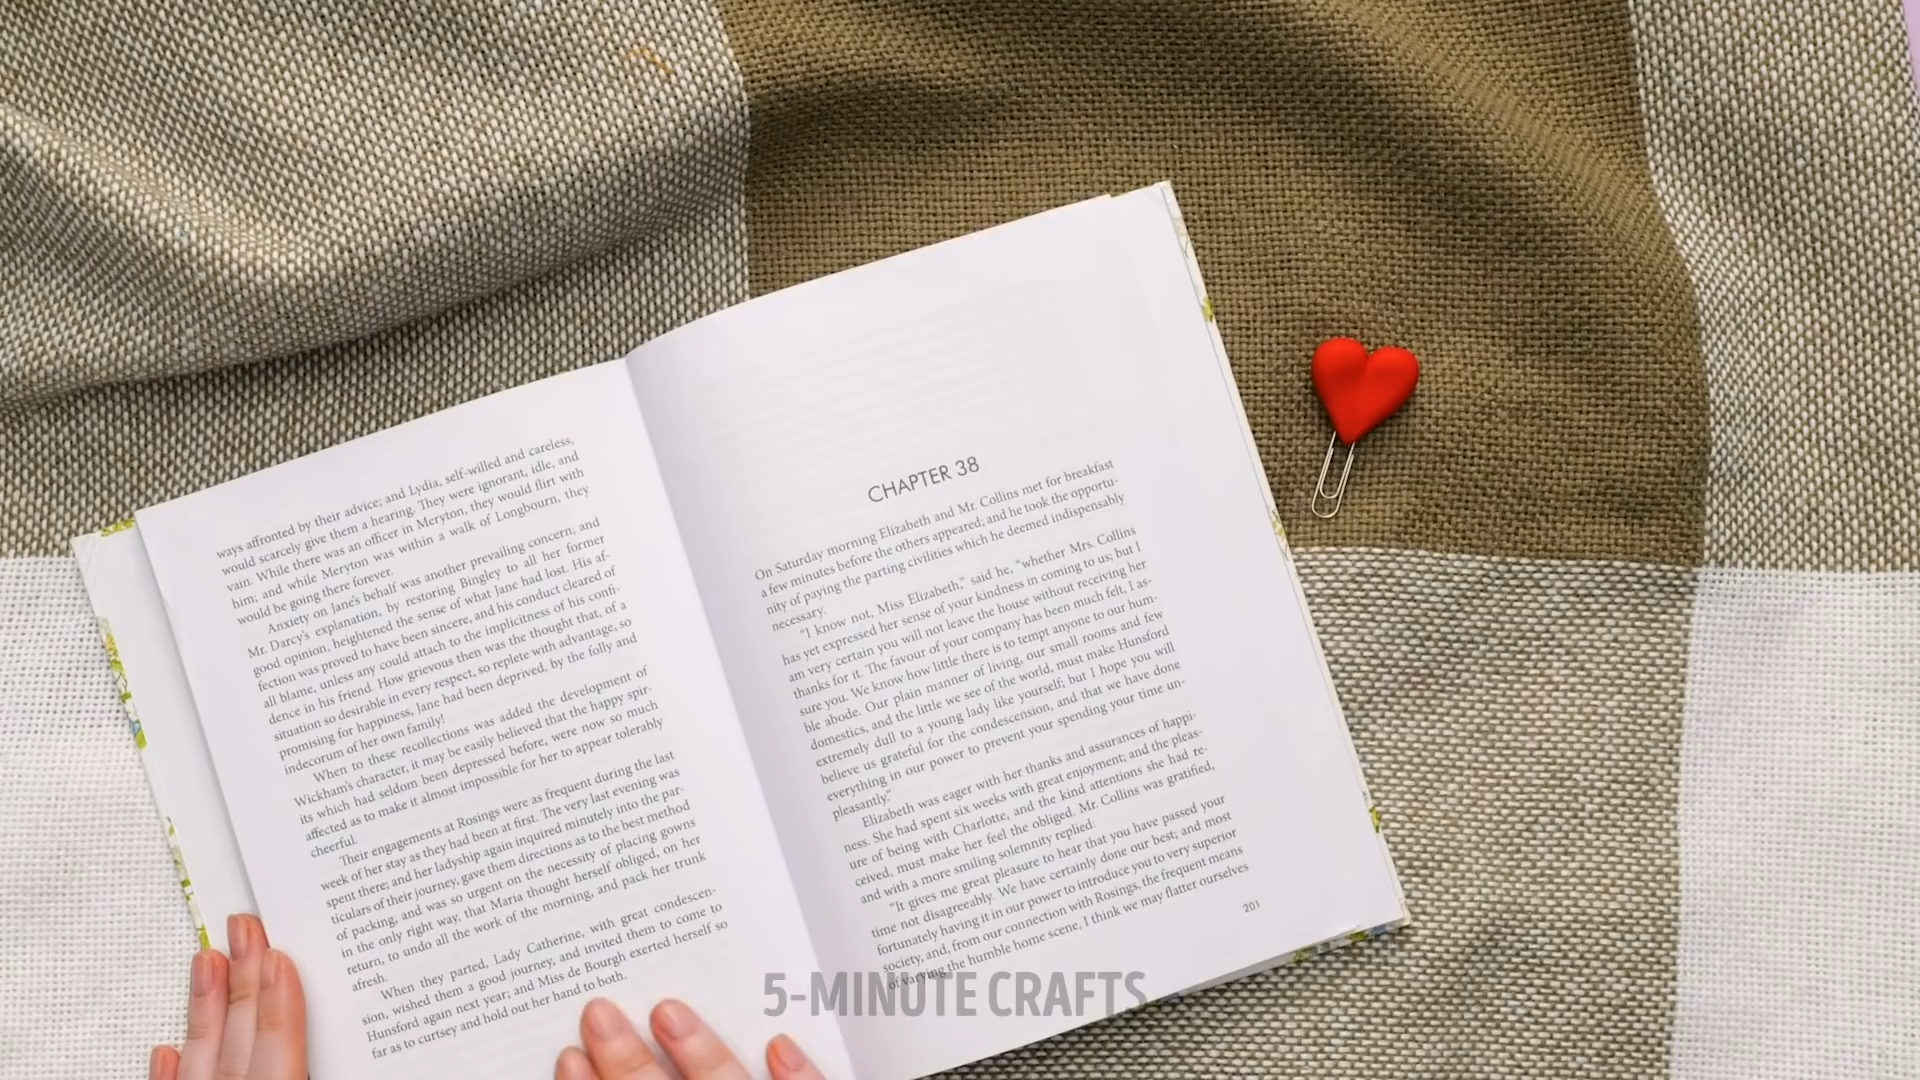 ways affronted by their advice; and Lydia, self-willed and careless,
would scarcely give them a hearing. They were ignorant, idle, and
vain. While there was an officer in Meryton, they would flirt with
him; and while Meryton was within a walk of Longbourn, they
would be going there forever.
Anxiety on Jane's behalf was another prevailing concern; and
Mr. Darcy's explanation, by restoring Bingley to all her former
good opinion, heightened the sense of what Jane had lost. His af-
fection was proved to have been sincere, and his conduct cleared of
all blame, unless any could attach to the implicitness of his confi-
dence in his friend. How grievous then was the thought that, of a
situation so desirable in every respect, so replete with advantage, so
promising for happiness, Jane had been deprived, by the folly and
indecorum of her own family!
When to these recollections was added the development of
Wickham's character, it may be easily believed that the happy spir-
its which had seldom been depressed before, were now so much
affected as to make it almost impossible for her to appear tolerably
cheerful.
Their engagements at Rosings were as frequent during the last
week of her stay as they had been at first. The very last evening was
spent there; and her ladyship again inquired minutely into the par-
ticulars of their journey, gave them directions as to the best method
of packing, and was so urgent on the necessity of placing gowns
in the only right way, that Maria thought herself obliged, on her
return, to undo all the work of the morning, and pack her trunk
afresh.
When they parted, Lady Catherine, with great condescen-
sion, wished them a good journey, and invited them to come to
Hunsford again next year; and Miss de Bourgh exerted herself so
far as to curtsey and hold out her hand to both.
CHAPTER 38
On Saturday morning Elizabeth and Mr. Collins met for breakfast
a few minutes before the others appeared; and he took the opportu-
nity of paying the parting civilities which he deemed indispensably
necessary.
"I know not, Miss Elizabeth," said he, "whether Mrs. Collins
has yet expressed her sense of your kindness in coming to us; but I
am very certain you will not leave the house without receiving her
thanks for it. The favour of your company has been much felt, I as-
sure you. We know how little there is to tempt anyone to our hum-
ble abode. Our plain manner of living, our small rooms and few
domestics, and the little we see of the world, must make Hunsford
extremely dull to a young lady like yourself; but I hope you will
believe us grateful for the condescension, and that we have done
everything in our power to prevent your spending your time un-
pleasantly."
Elizabeth was eager with her thanks and assurances of happi-
ness. She had spent six weeks with great enjoyment; and the pleas-
ure of being with Charlotte, and the kind attentions she had re-
ceived, must make her feel the obliged. Mr. Collins was gratified,
and with a more smiling solemnity replied:
"It gives me great pleasure to hear that you have passed your
time not disagreeably. We have certainly done our best; and most
fortunately having it in our power to introduce you to very superior
society, and, from our connection with Rosings, the frequent means
of varying the humble home scene, I think we may flatter ourselves
201
5-MINUTE CRAFTS